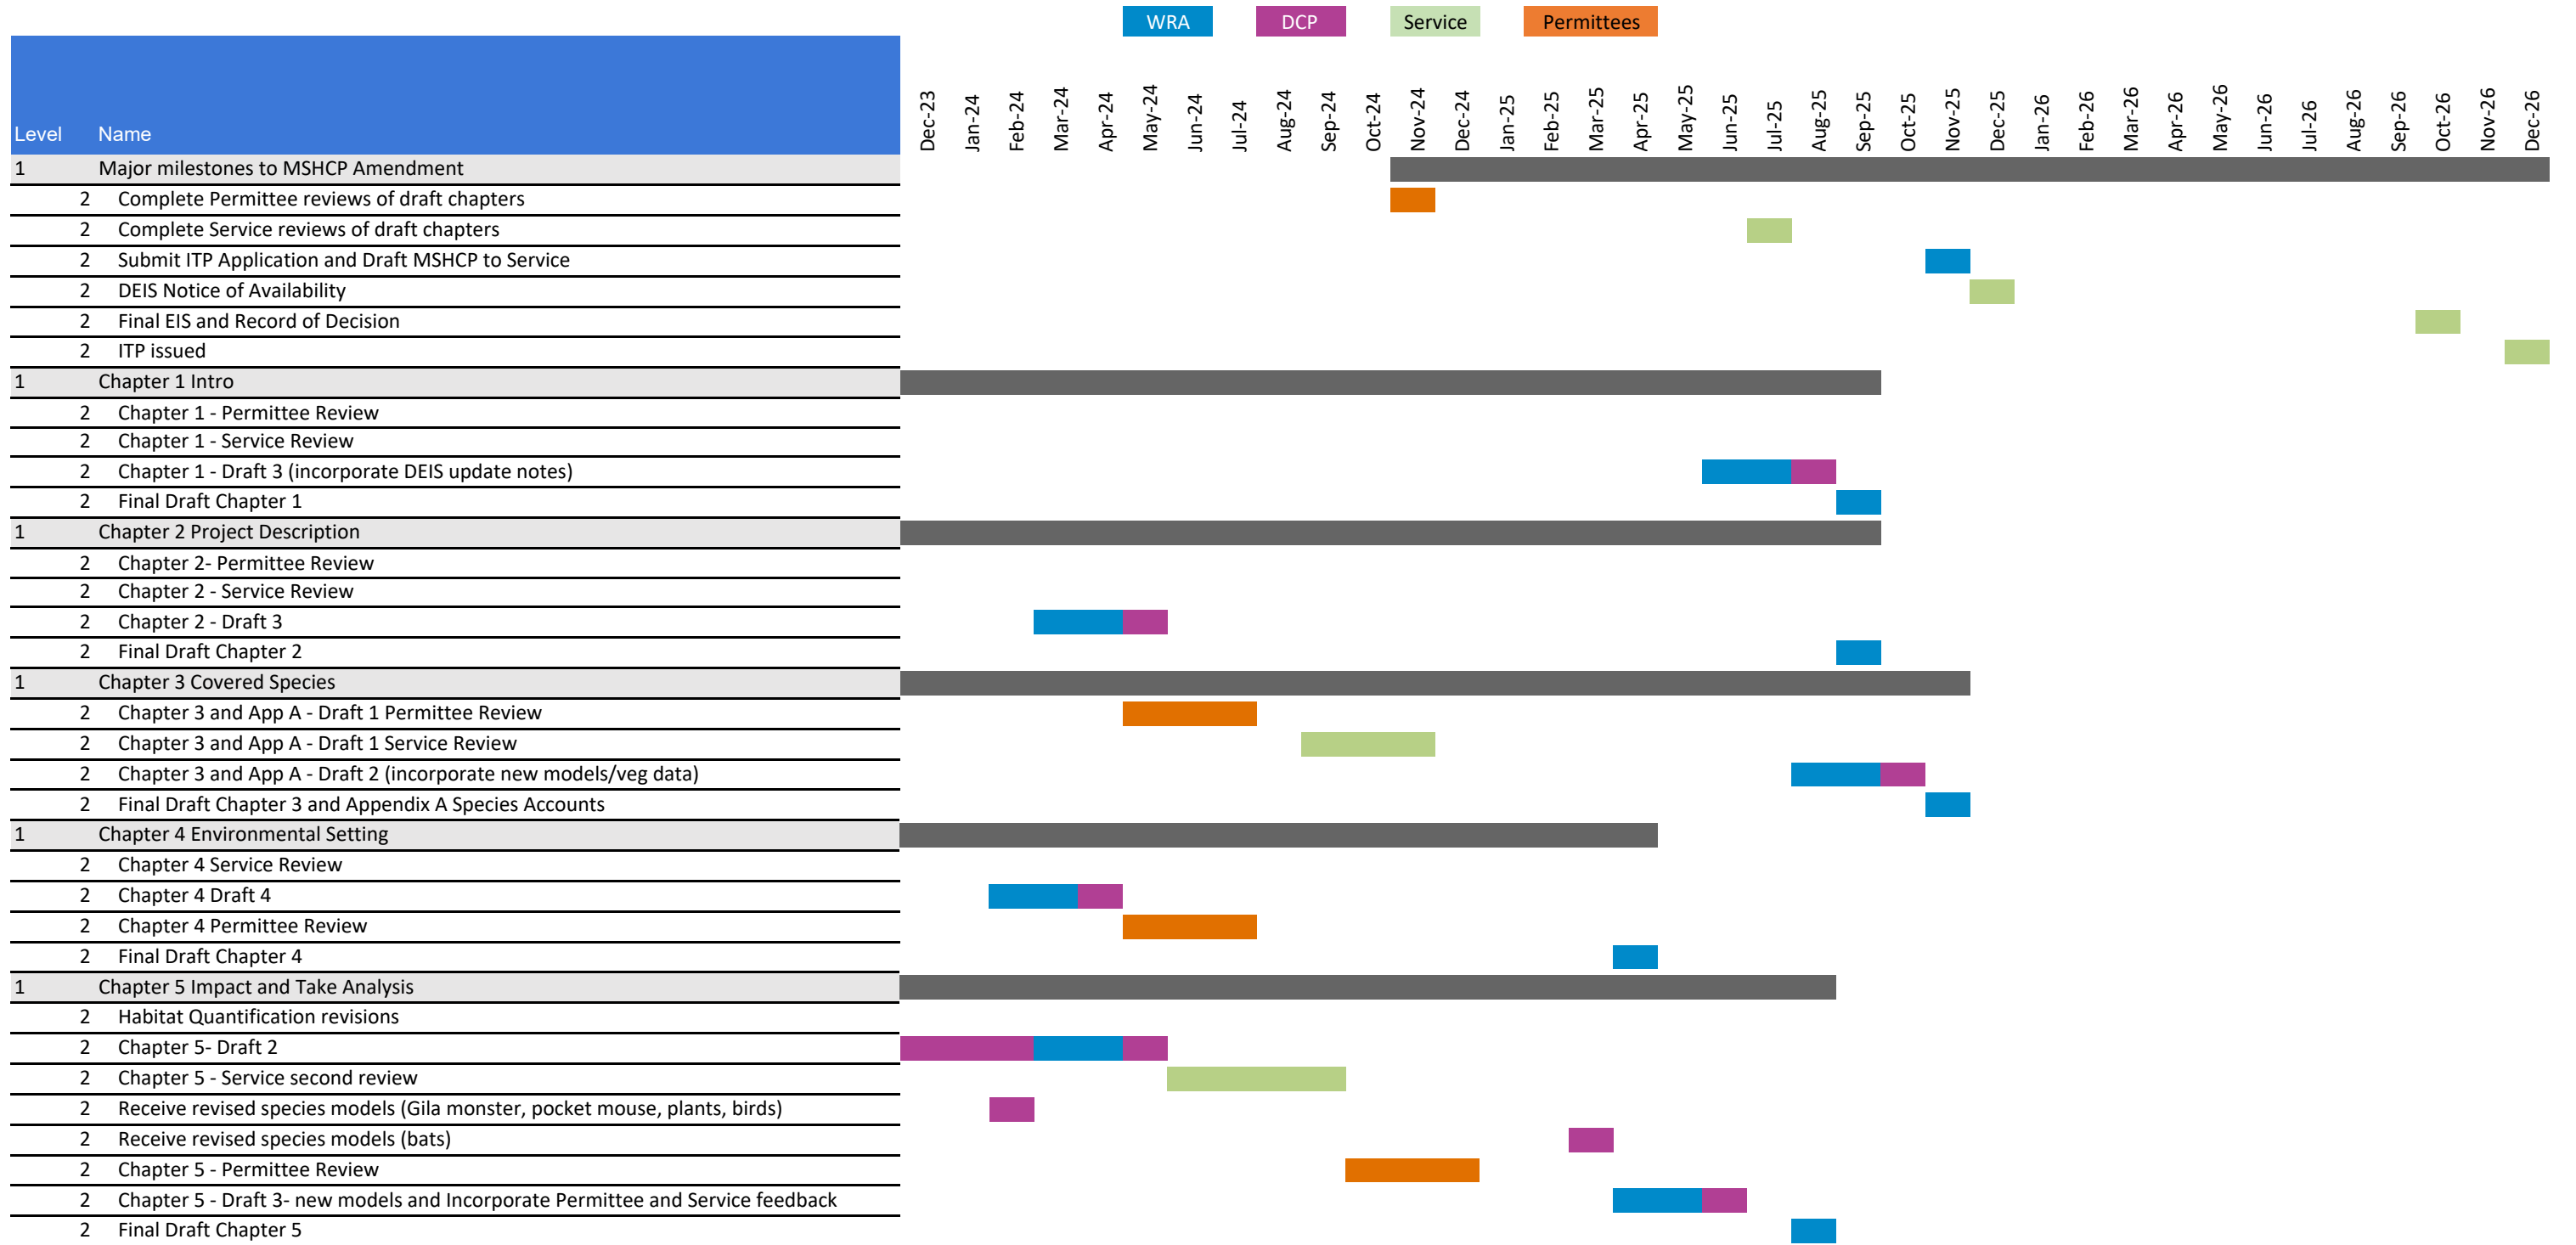 WRA DCP Service Permittees
Level Name Dec-23 Jan-24 Feb-24 Mar-24 Apr-24 May-24 Jun-24 Jul-24 Aug-24 Sep-24 Oct-24 Nov-24 Dec-24 Jan-25 Feb-25 Mar-25 Apr-25 May-25 Jun-25 Jul-25 Aug-25 Sep-25 Oct-25 Nov-25 Dec-25 Jan-26 Feb-26 Mar-26 Apr-26 May-26 Jun-26 Jul-26 Aug-26 Sep-26 Oct-26 Nov-26 Dec-26
1 Major milestones to MSHCP Amendment
2 Complete Permittee reviews of draft chapters
2 Complete Service reviews of draft chapters
2 Submit ITP Application and Draft MSHCP to Service
2 DEIS Notice of Availability
2 Final EIS and Record of Decision
2 ITP issued
1 Chapter 1 Intro
2 Chapter 1 - Permittee Review
2 Chapter 1 - Service Review
2 Chapter 1 - Draft 3 (incorporate DEIS update notes)
2 Final Draft Chapter 1
1 Chapter 2 Project Description
2 Chapter 2- Permittee Review
2 Chapter 2 - Service Review
2 Chapter 2 - Draft 3
2 Final Draft Chapter 2
1 Chapter 3 Covered Species
2 Chapter 3 and App A - Draft 1 Permittee Review
2 Chapter 3 and App A - Draft 1 Service Review
2 Chapter 3 and App A - Draft 2 (incorporate new models/veg data)
2 Final Draft Chapter 3 and Appendix A Species Accounts
1 Chapter 4 Environmental Setting
2 Chapter 4 Service Review
2 Chapter 4 Draft 4
2 Chapter 4 Permittee Review
2 Final Draft Chapter 4
1 Chapter 5 Impact and Take Analysis
2 Habitat Quantification revisions
2 Chapter 5- Draft 2
2 Chapter 5 - Service second review
2 Receive revised species models (Gila monster, pocket mouse, plants, birds)
2 Receive revised species models (bats)
2 Chapter 5 - Permittee Review
2 Chapter 5 - Draft 3- new models and Incorporate Permittee and Service feedback
2 Final Draft Chapter 5